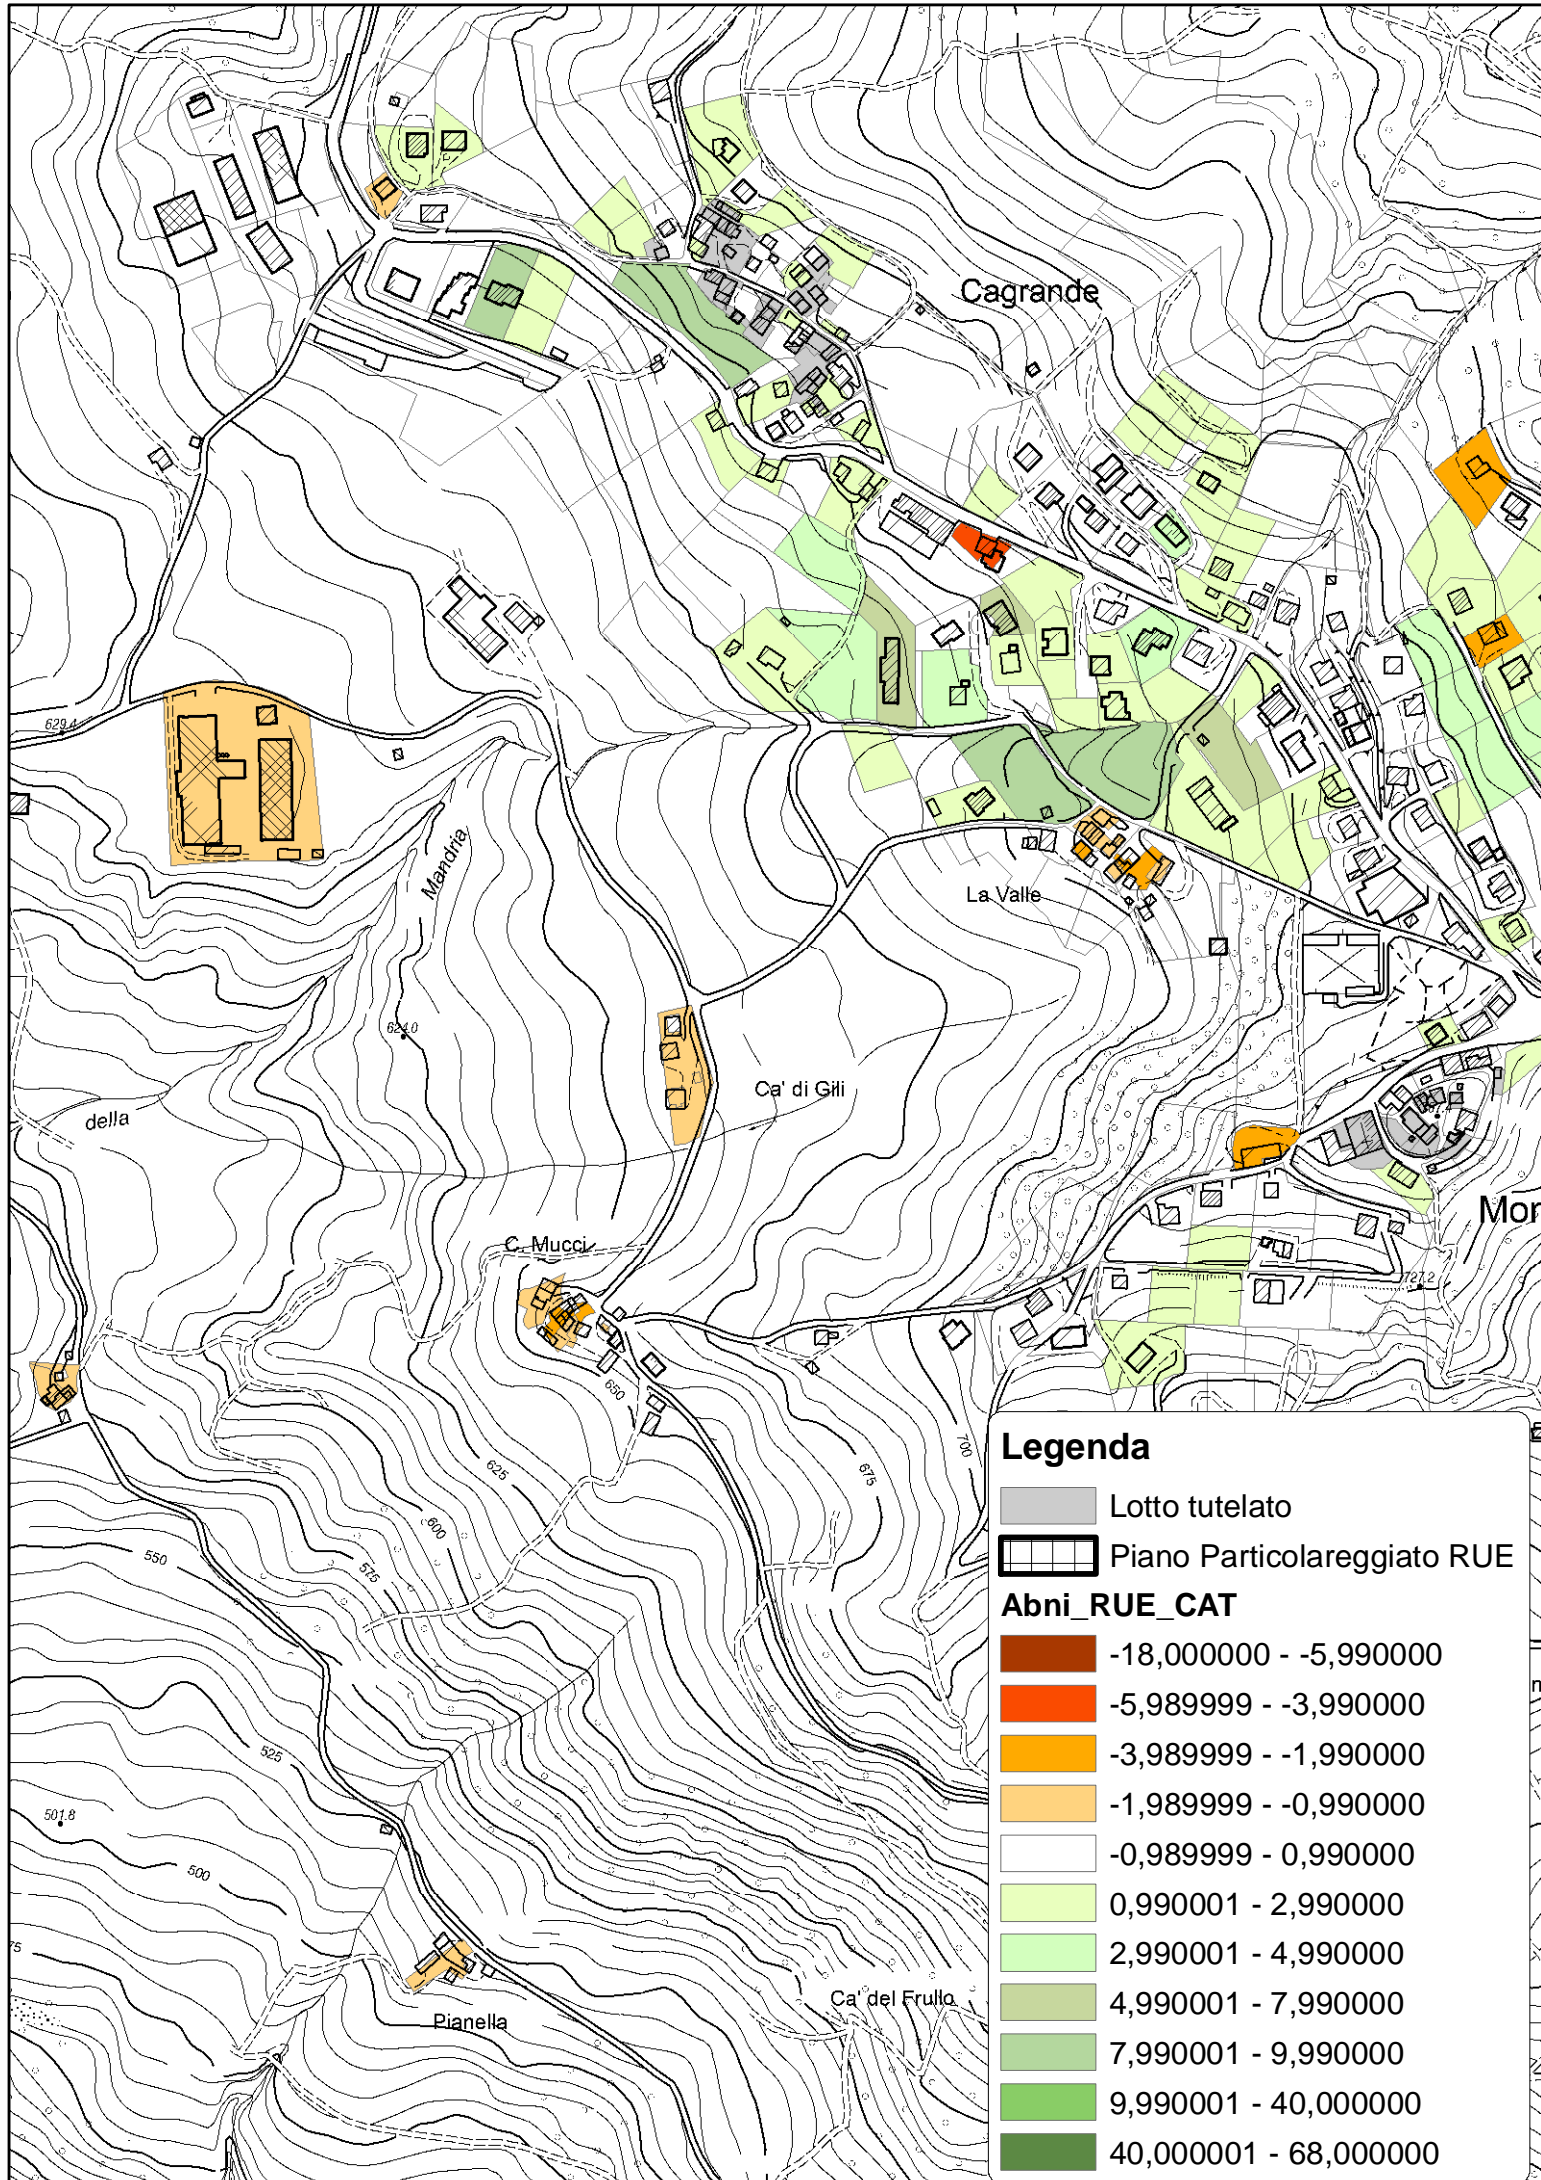 Cagrande
629.4
Mandria
La Valle
624.0
Ca' di Gili
della
C. Mucci
Mor
727.2
650
700
675
625
600
575
550
525
501.8
500
75
Pianella
Ca' del Frullo
Legenda
Lotto tutelato
Piano Particolareggiato RUE
Abni_RUE_CAT
-18,000000 - -5,990000
-5,989999 - -3,990000
-3,989999 - -1,990000
-1,989999 - -0,990000
-0,989999 - 0,990000
0,990001 - 2,990000
2,990001 - 4,990000
4,990001 - 7,990000
7,990001 - 9,990000
9,990001 - 40,000000
40,000001 - 68,000000